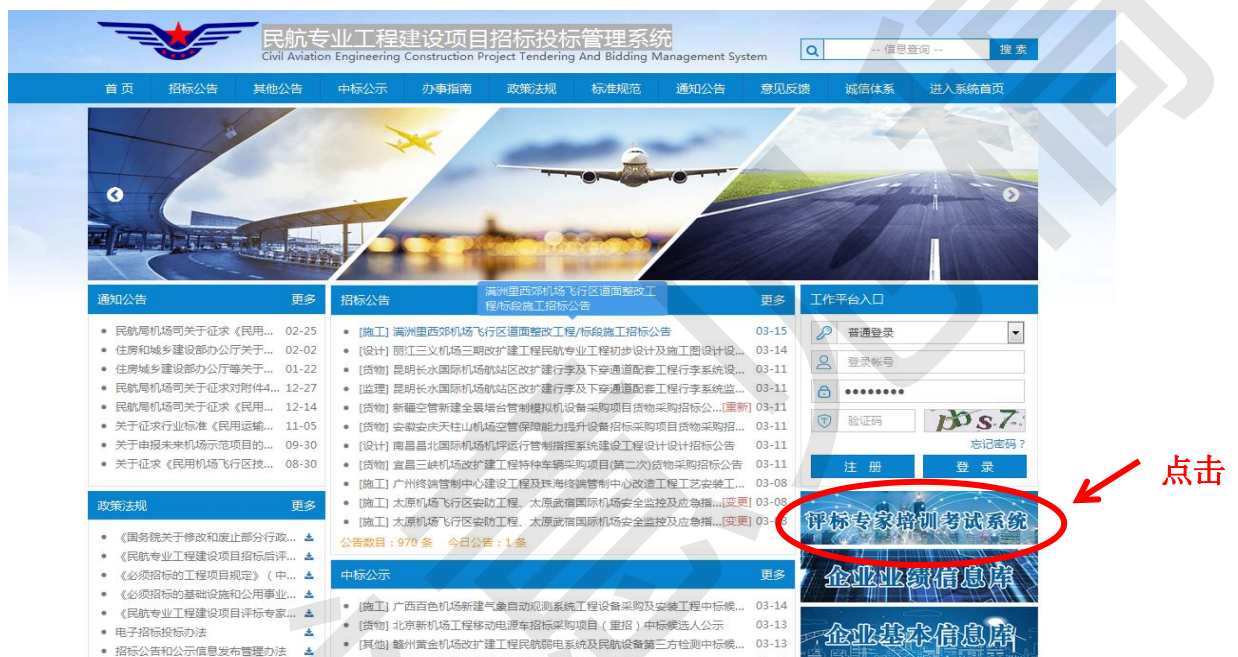 民航专业工程建设项目招标投标管理系统
Civil Aviation Engineering Construction Project Tendering And Bidding Management System
-- 信息查询 --
搜 索
首 页 招标公告 其他公告 中标公示 办事指南 政策法规 标准规范 通知公告 意见反馈 诚信体系 进入系统首页
通知公告 更多
民航局机场司关于征求《民用... 02-25
住房和城乡建设部办公厅关于... 02-02
住房城乡建设部办公厅等关于... 01-22
民航局机场司关于征求对附件4... 12-27
民航局机场司关于征求《民用... 12-14
关于征求行业标准《民用运输... 11-05
关于申报未来机场示范项目的... 09-30
关于征求《民用机场飞行区技... 08-30
招标公告 更多
满洲里西郊机场飞行区道面整改工
程/标段施工招标公告
[施工] 满洲里西郊机场飞行区道面整改工程/标段施工招标公告 03-15
[设计] 丽江三义机场三期改扩建工程民航专业工程初步设计及施工图设计设... 03-14
[货物] 昆明长水国际机场航站区改扩建行李及下穿通道配套工程行李系统设... 03-11
[监理] 昆明长水国际机场航站区改扩建行李及下穿通道配套工程行李系统监... 03-11
[货物] 新疆空管新建全景塔台管制模拟机设备采购项目货物采购招标公...[重新] 03-11
[货物] 安徽安庆天柱山机场空管保障能力提升设备招标采购项目货物采购招... 03-11
[设计] 南昌昌北国际机场机坪运行管制指挥系统建设工程设计设计招标公告 03-11
[货物] 宜昌三峡机场改扩建工程特种车辆采购项目(第二次)货物采购招标公告 03-11
[施工] 广州终端管制中心建设工程及珠海终端管制中心改造工程工艺安装工... 03-08
[施工] 太原机场飞行区安防工程、太原武宿国际机场安全监控及应急指...[变更] 03-08
[施工] 太原机场飞行区安防工程、太原武宿国际机场安全监控及应急指...[变更] 03-08
公告数目：970 条 今日公告：1 条
工作平台入口
普通登录
登录帐号
••••••••
验证码
忘记密码？
注 册 登 录
点击
评标专家培训考试系统
企业业绩信息库
企业基本信息库
政策法规 更多
《国务院关于修改和废止部分行政...
《民航专业工程建设项目招标后评...
《必须招标的工程项目规定》（中...
《必须招标的基础设施和公用事业...
《民航专业工程建设项目评标专家...
电子招标投标办法
招标公告和公示信息发布管理办法
中标公示 更多
[施工] 广西百色机场新建气象自动观测系统工程设备采购及安装工程中标候... 03-14
[货物] 北京新机场工程移动电源车招标采购项目（重招）中标候选人公示 03-13
[其他] 赣州黄金机场改扩建工程民航弱电系统及民航设备第三方检测中标候... 03-13